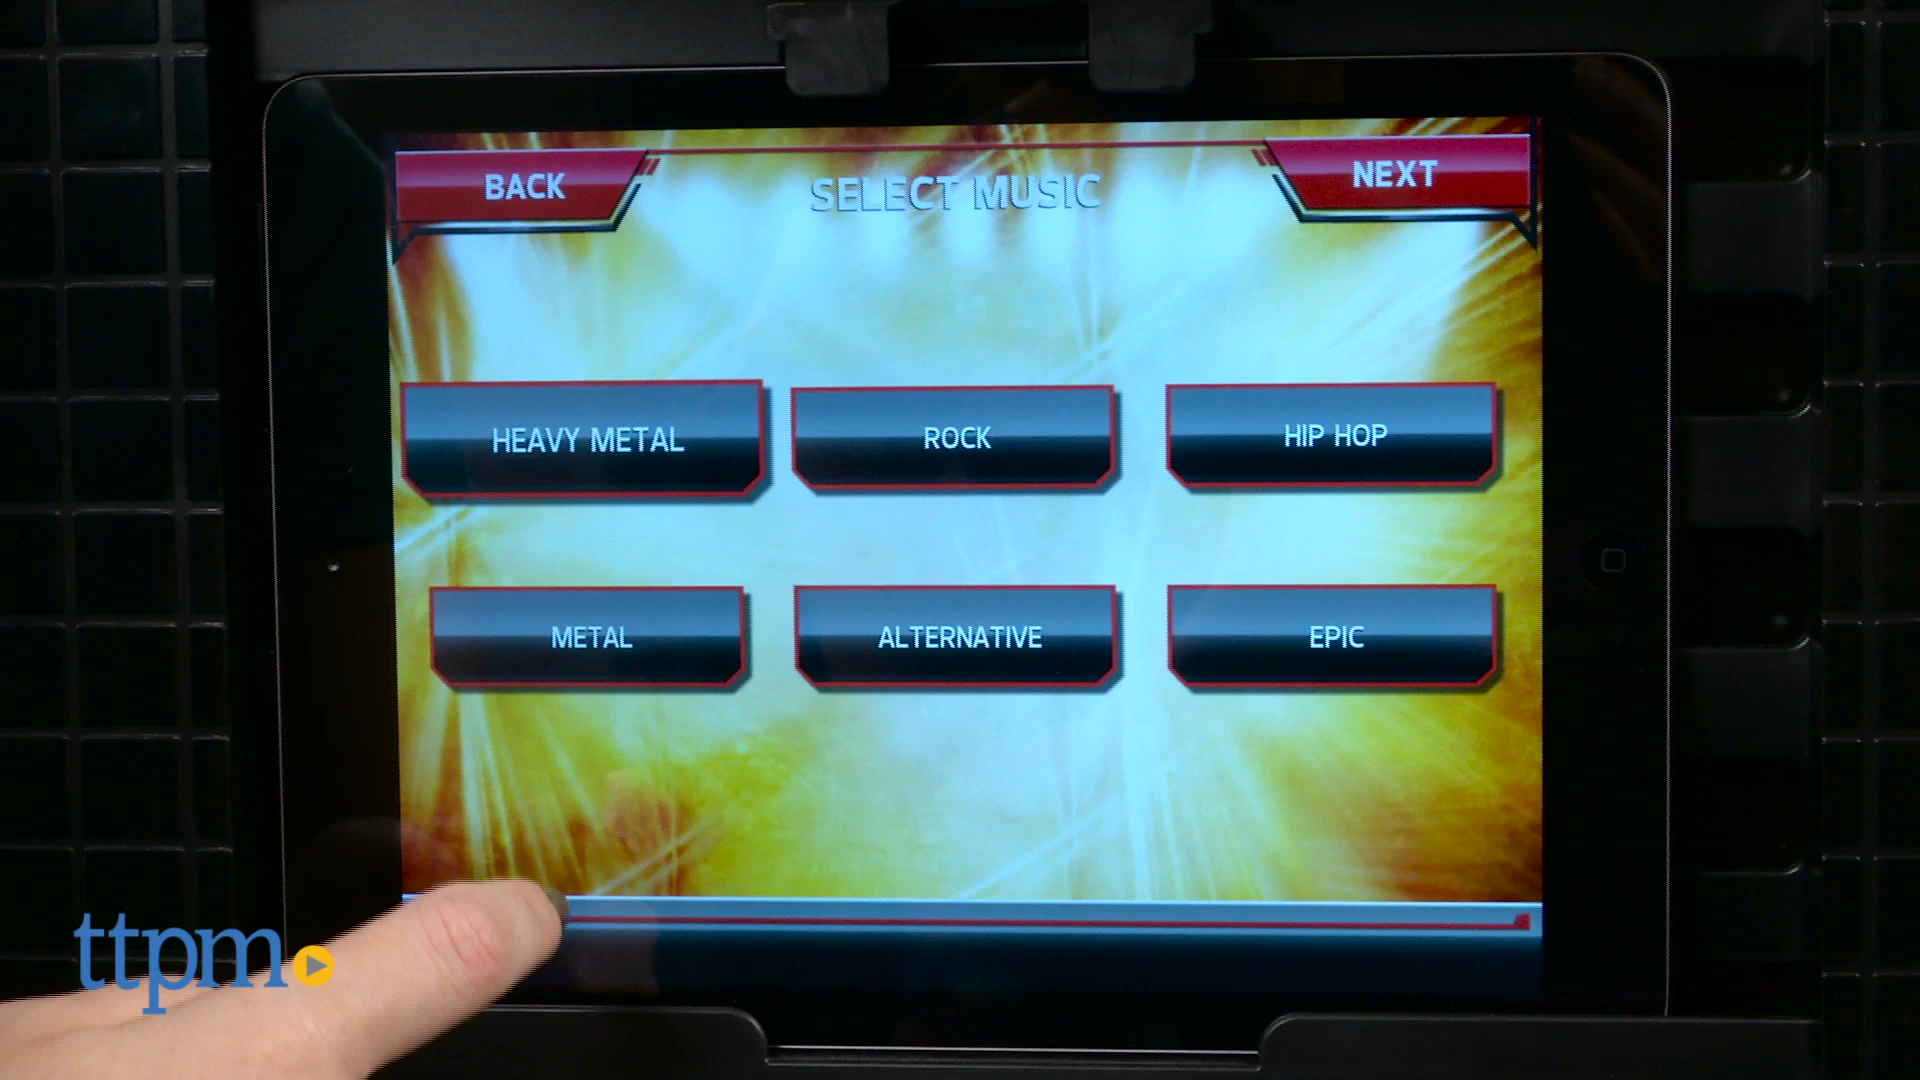 BACK
SELECT MUSIC
NEXT
HEAVY METAL
ROCK
HIP HOP
METAL
ALTERNATIVE
EPIC
ttpm